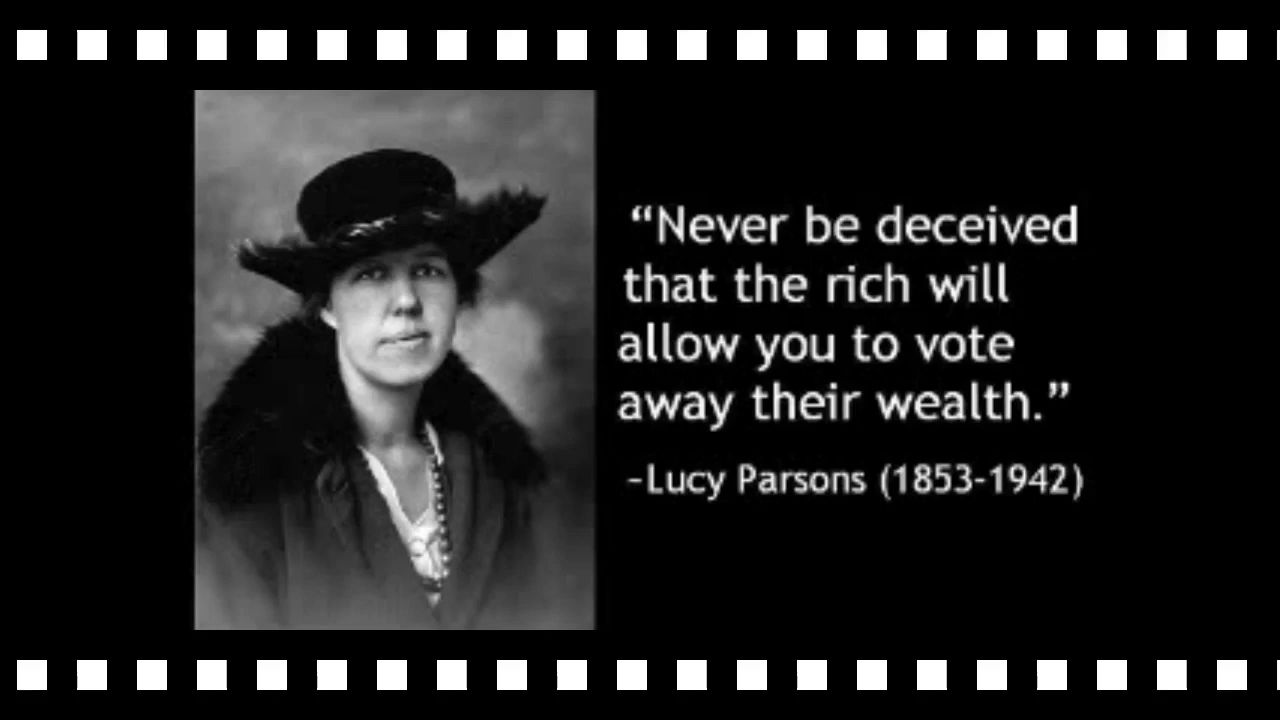 “Never be deceived
that the rich will
allow you to vote
away their wealth.”
–Lucy Parsons (1853-1942)